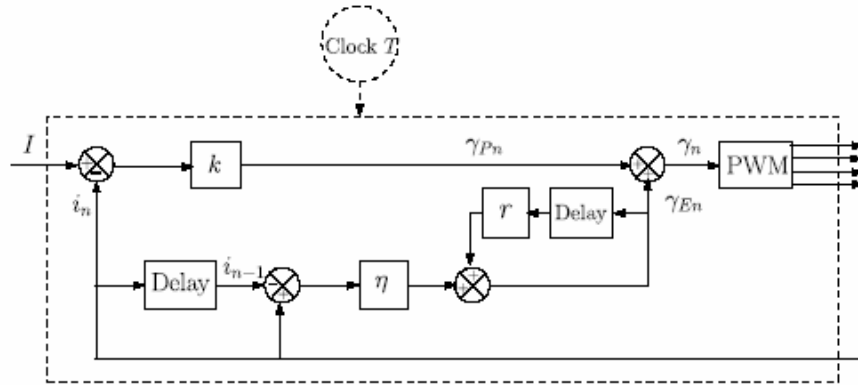 Clock T
I
k
γPn
γn
PWM
in
r
Delay
γEn
Delay
in−1
η